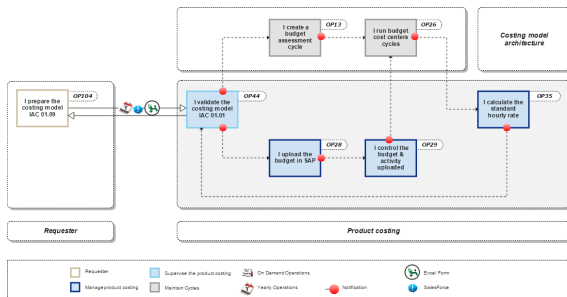 OP13
I create a
budget
assessment
cycle
OP26
I run budget
cost centers
cycles
Costing model
architecture
OP104
I prepare the
costing model
IAC 01.09
OP44
I validate the
costing model
IAC 01.01
OP35
I calculate the
standard
hourly rate
OP28
I upload the
budget in SAP
OP29
I control the
budget &
activity
uploaded
Requester
Product costing
Requester
Supervise the product costing
On Demand Operations
Excel Form
Manage product costing
Maintain Cycles
Yearly Operations
Notification
SalesForce